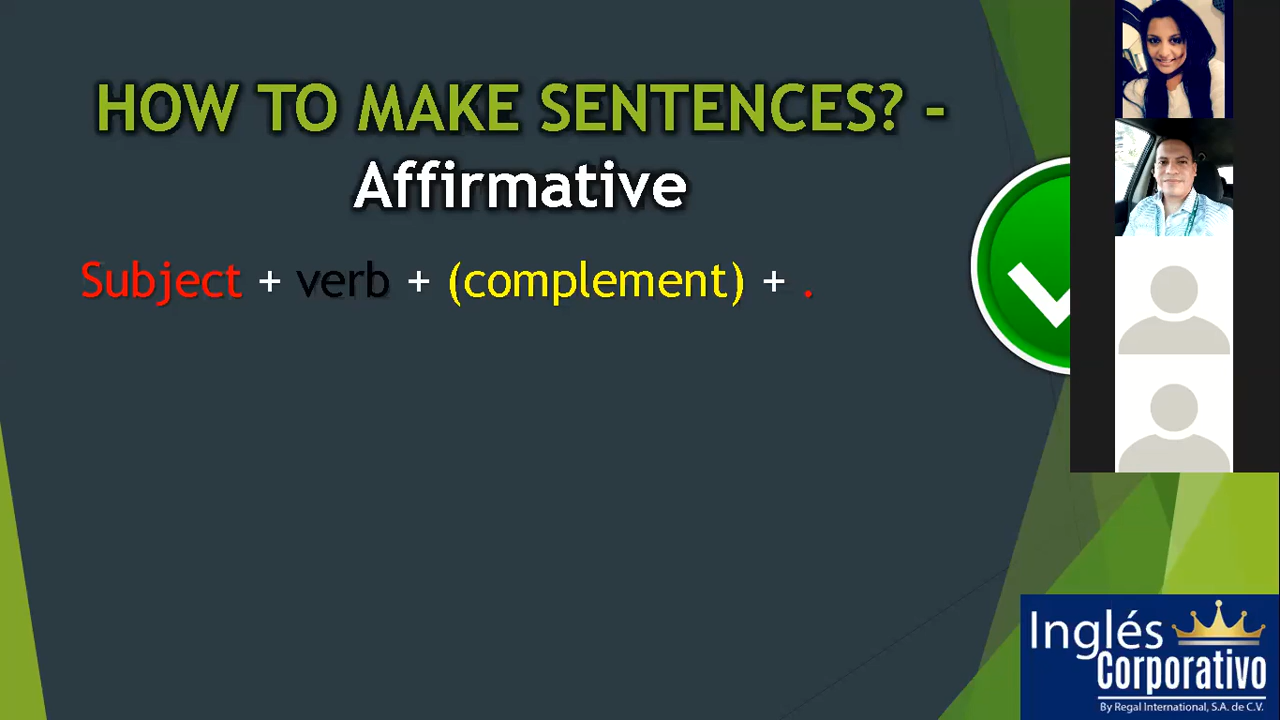 HOW TO MAKE SENTENCES? -
Affirmative
Subject + verb + (complement) + .
Inglés
Corporativo
By Regal International, S.A. de C.V.